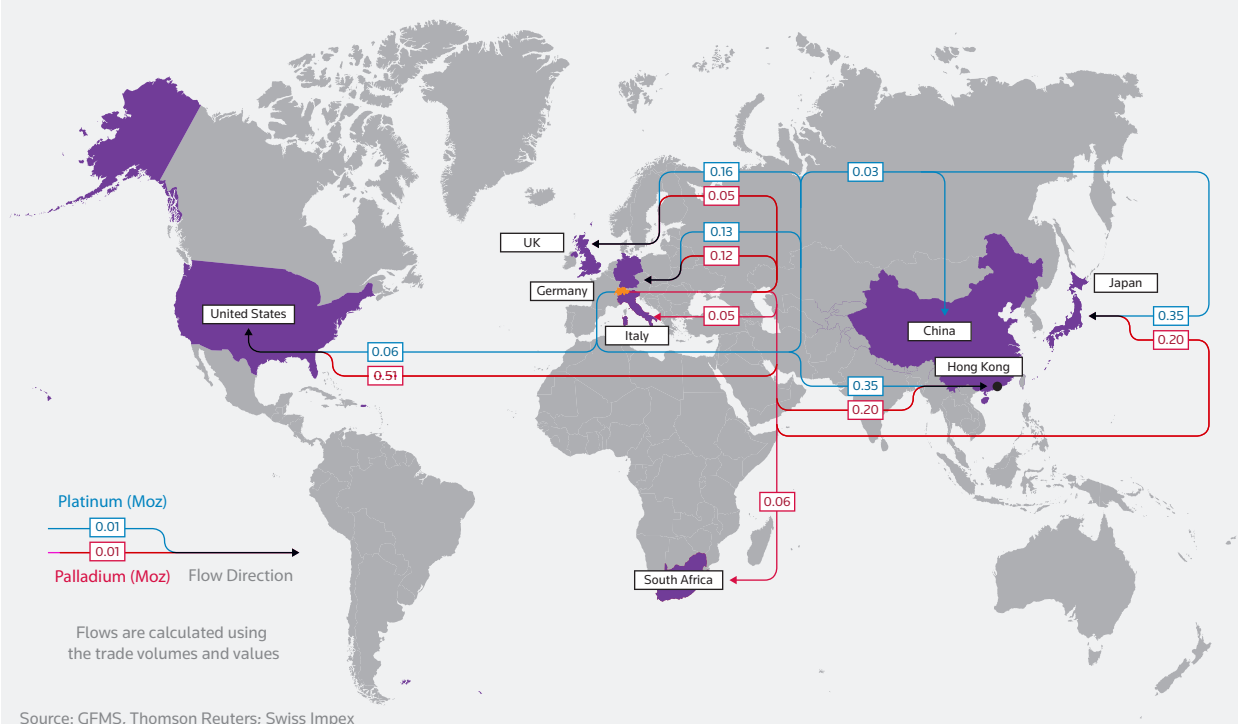 0.16
0.03
0.05
UK
0.13
0.12
Germany
Japan
United States
0.05
0.35
China
Italy
0.20
0.06
Hong Kong
0.51
0.35
0.20
Platinum (Moz)
0.06
0.01
0.01
Palladium (Moz)
Flow Direction
South Africa
Flows are calculated using
the trade volumes and values
Source: GFMS, Thomson Reuters; Swiss Impex